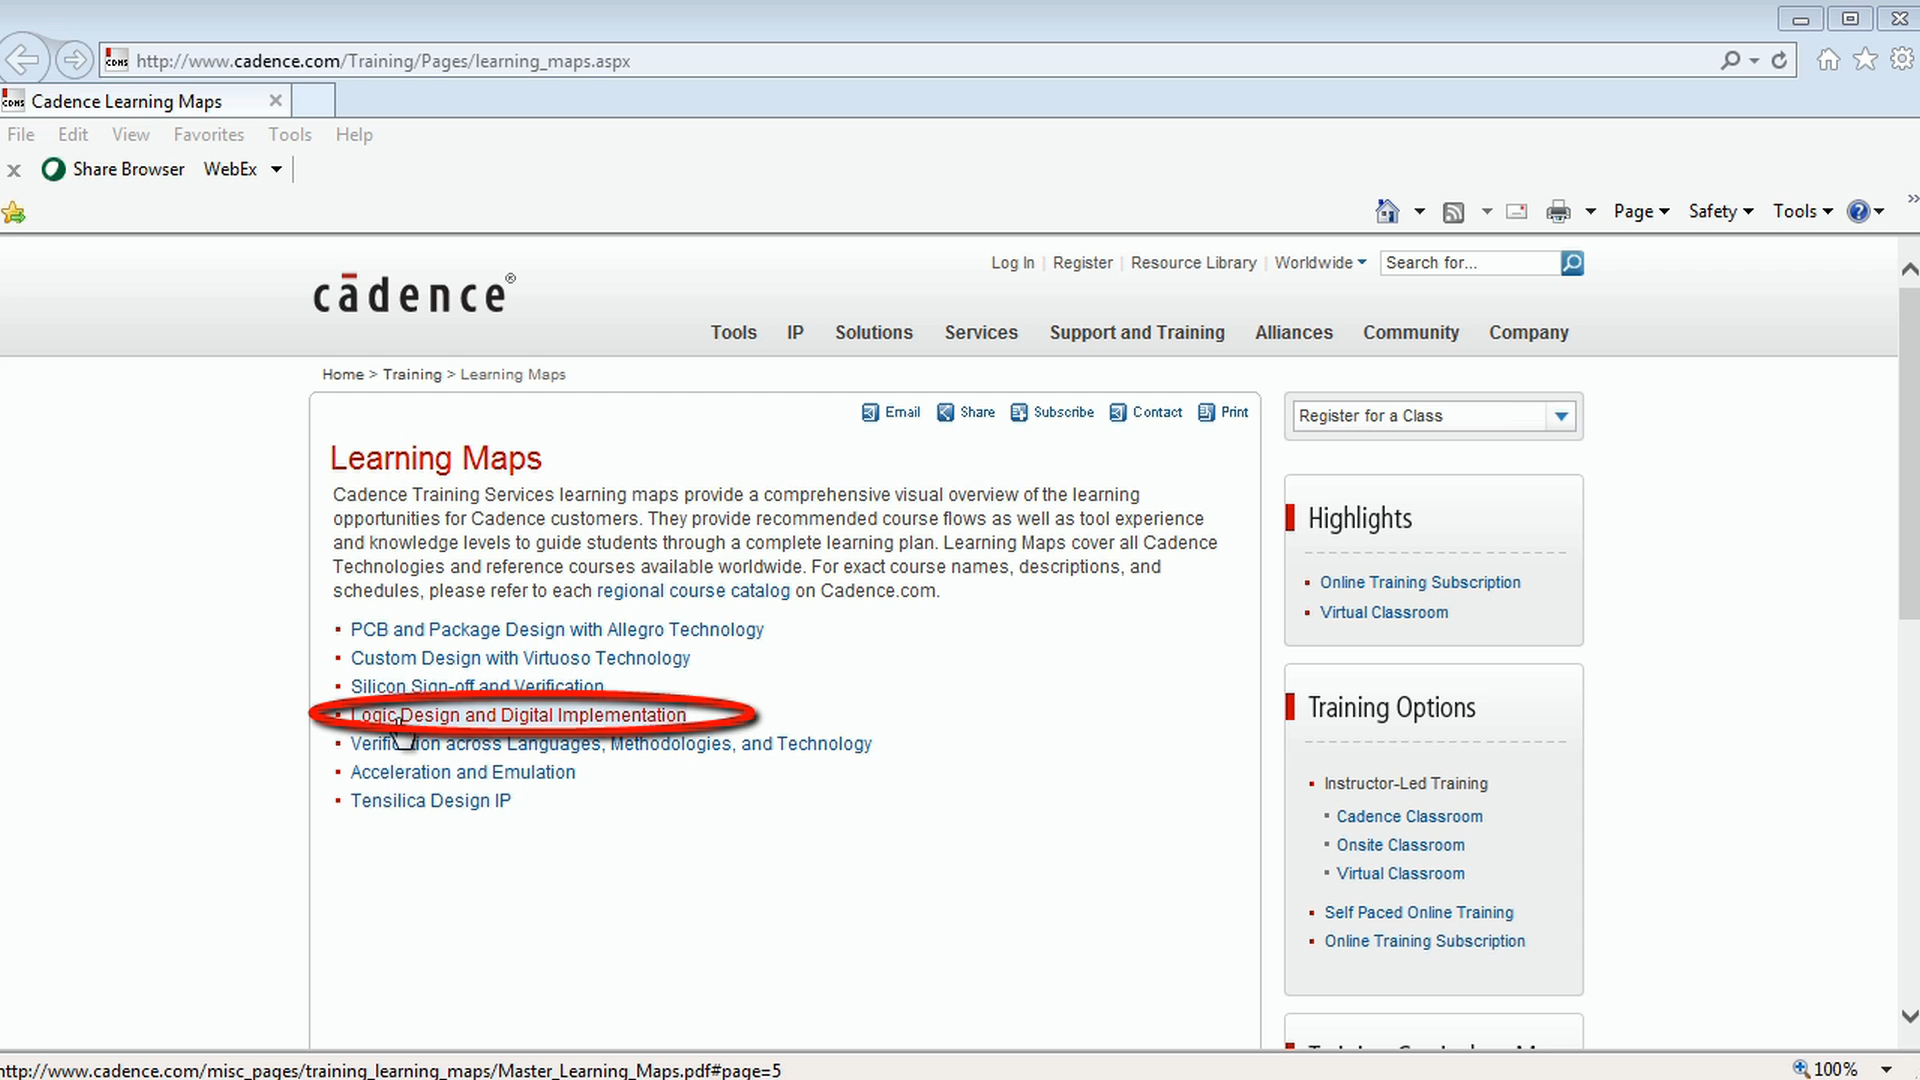 http://www.cadence.com/Training/Pages/learning_maps.aspx
Cadence Learning Maps
File Edit View Favorites Tools Help
x Share Browser WebEx
Page Safety Tools
Log In | Register | Resource Library | Worldwide Search for...
cādence®
Tools IP Solutions Services Support and Training Alliances Community Company
Home > Training > Learning Maps
Email Share Subscribe Contact Print
Register for a Class
Learning Maps
Cadence Training Services learning maps provide a comprehensive visual overview of the learning
opportunities for Cadence customers. They provide recommended course flows as well as tool experience
and knowledge levels to guide students through a complete learning plan. Learning Maps cover all Cadence
Technologies and reference courses available worldwide. For exact course names, descriptions, and
schedules, please refer to each regional course catalog on Cadence.com.
PCB and Package Design with Allegro Technology
Custom Design with Virtuoso Technology
Silicon Sign-off and Verification
Logic Design and Digital Implementation
Verification across Languages, Methodologies, and Technology
Acceleration and Emulation
Tensilica Design IP
Highlights
Online Training Subscription
Virtual Classroom
Training Options
Instructor-Led Training
Cadence Classroom
Onsite Classroom
Virtual Classroom
Self Paced Online Training
Online Training Subscription
http://www.cadence.com/misc_pages/training_learning_maps/Master_Learning_Maps.pdf#page=5
100%